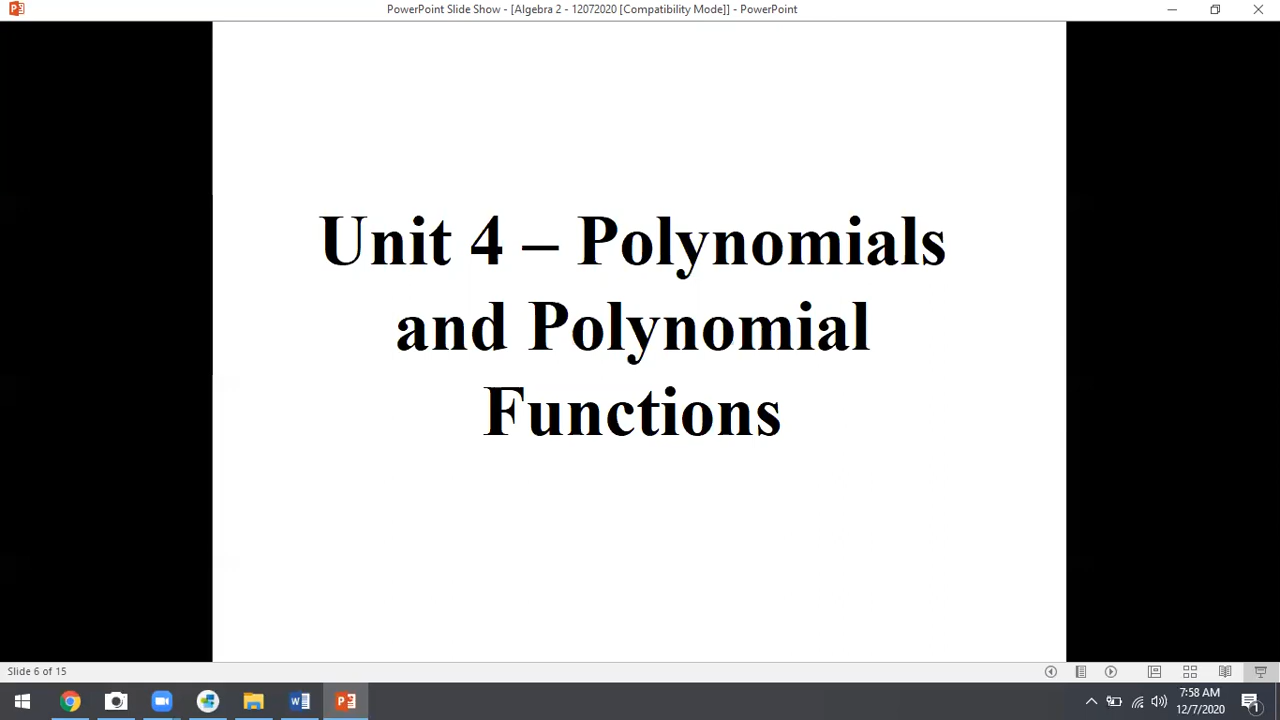 PowerPoint Slide Show - [Algebra 2 - 12072020 [Compatibility Mode]] - PowerPoint
Unit 4 – Polynomials
and Polynomial
Functions
Slide 6 of 15
7:58 AM
12/7/2020
1